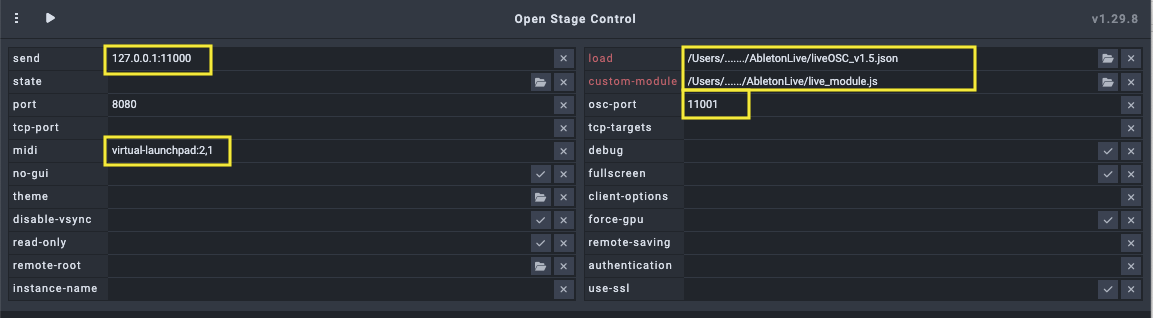 Open Stage Control
v1.29.8
send 127.0.0.1:11000
load /Users/....../AbletonLive/liveOSC_v1.5.json
state
custom-module /Users/....../AbletonLive/live_module.js
port 8080
osc-port 11001
tcp-port
tcp-targets
midi virtual-launchpad:2,1
debug
no-gui
fullscreen
theme
client-options
disable-vsync
force-gpu
read-only
remote-saving
remote-root
authentication
instance-name
use-ssl